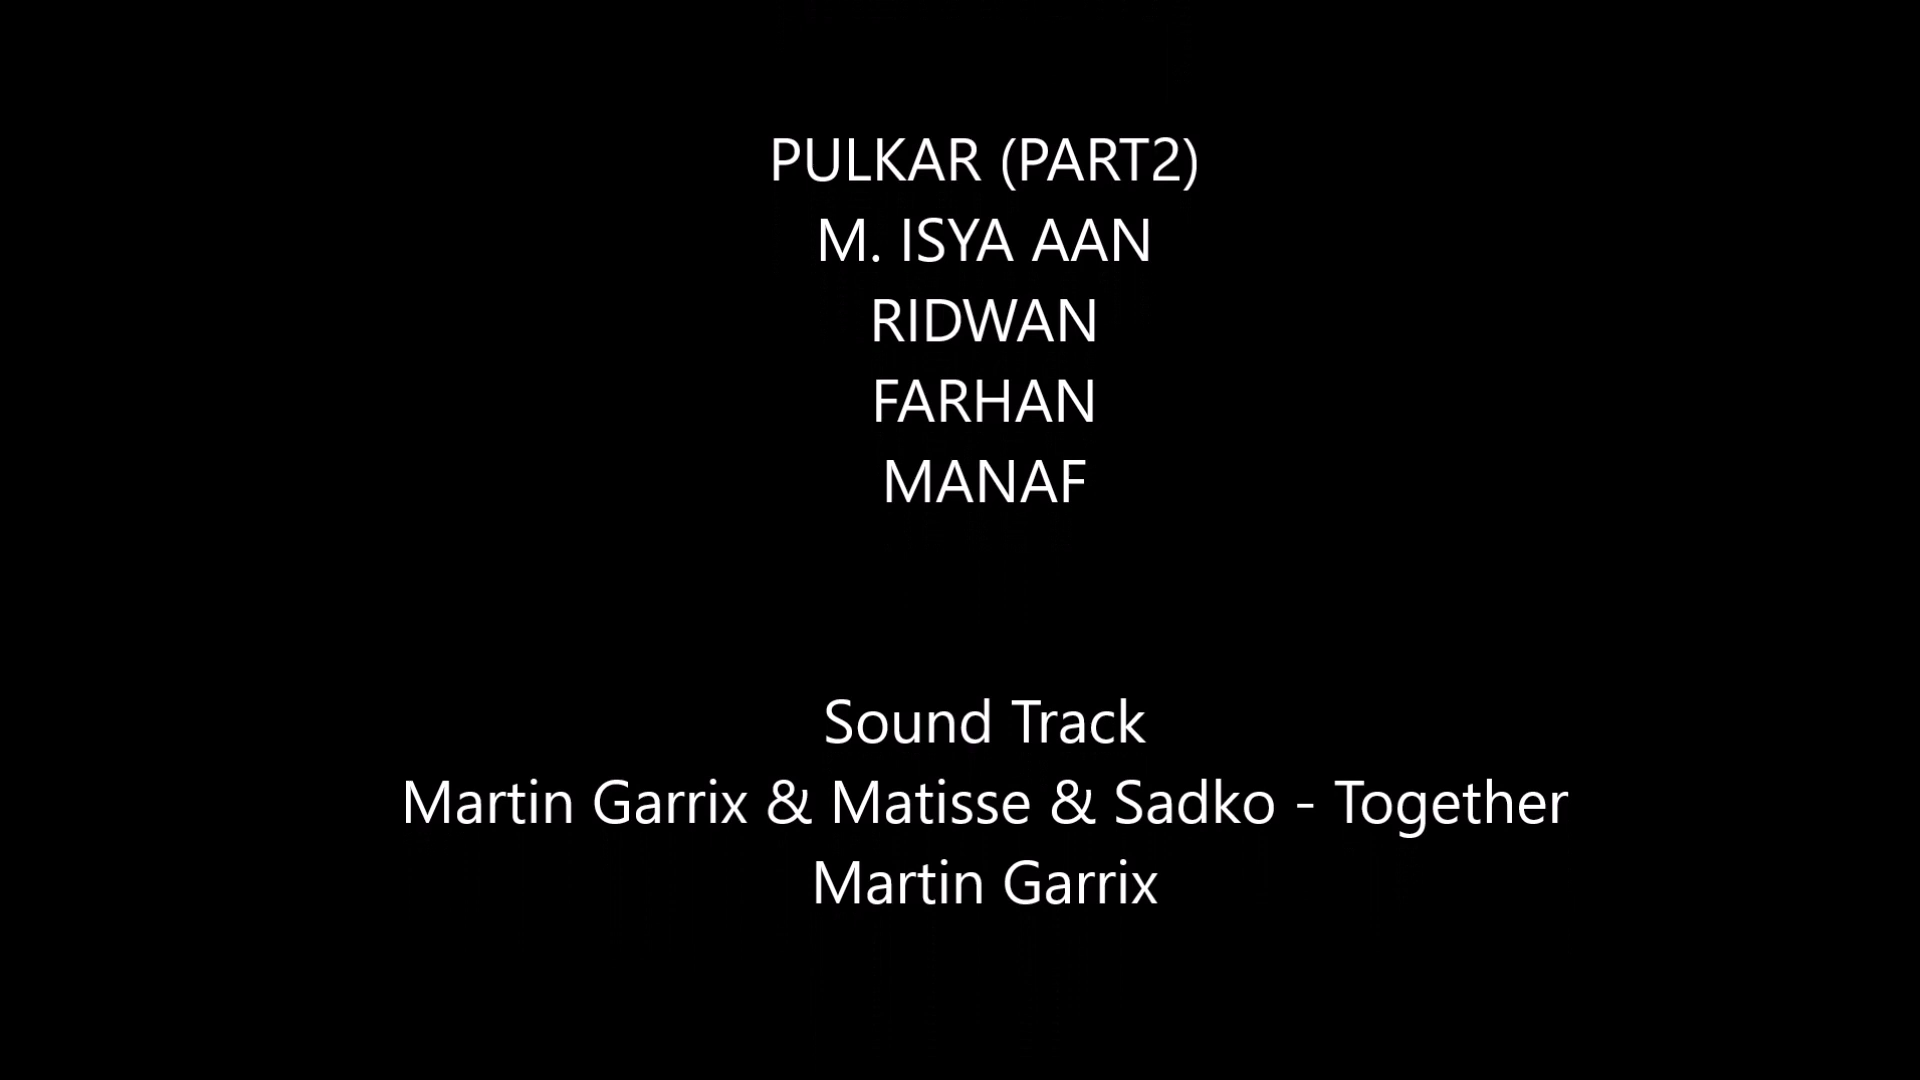 PULKAR (PART2)
M. ISYA AAN
RIDWAN
FARHAN
MANAF
Sound Track
Martin Garrix & Matisse & Sadko - Together
Martin Garrix